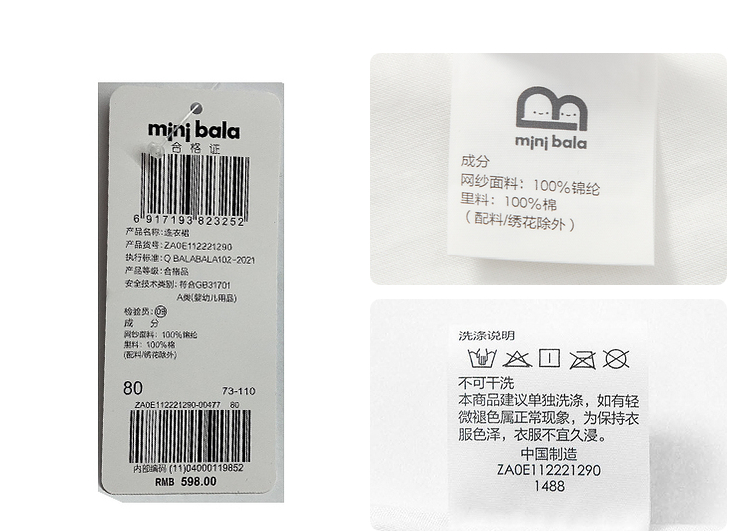 mini bala
合格证
6 917193 823252
产品名称:连衣裙
产品货号:ZA0E112221290
执行标准:Q BALABALA102-2021
产品等级:合格品
安全技术类别:符合GB31701
A类(婴幼儿用品)
检验员:
成 分
网纱面料:100%锦纶
里料:100%棉
(配料/绣花除外)
80 73-110
ZA0E112221290-00477 80
内部编码 (11)04000119852
RMB 598.00
mini bala
成分
网纱面料:100%锦纶
里料:100%棉
(配料/绣花除外)
洗涤说明
不可干洗
本商品建议单独洗涤,如有轻
微褪色属正常现象,为保持衣
服色泽,衣服不宜久浸。
中国制造
ZA0E112221290
1488